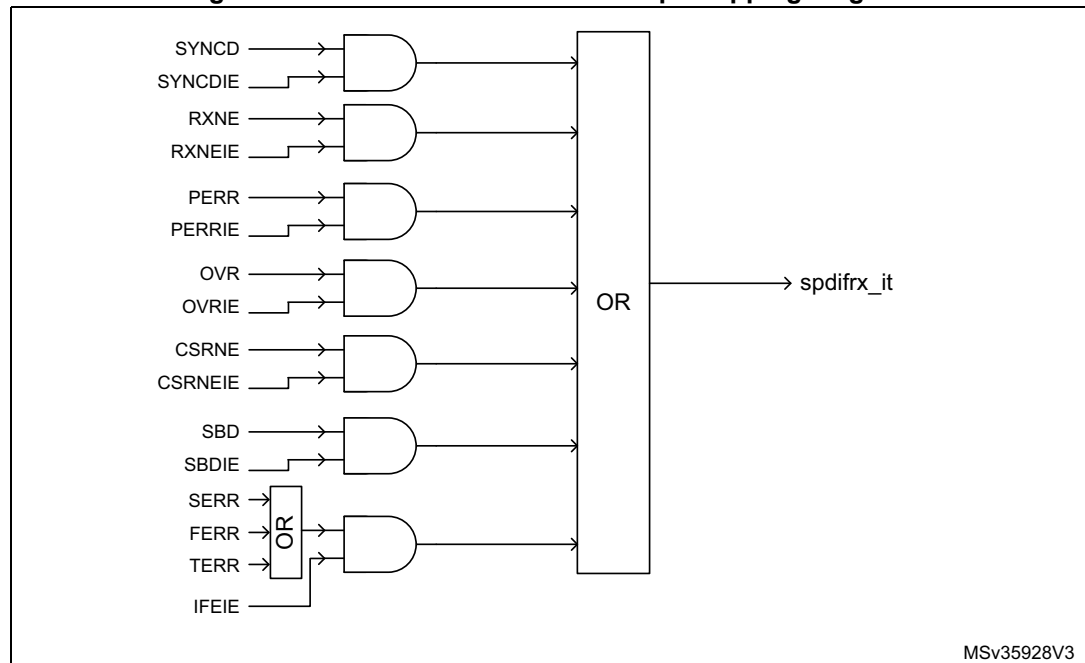 SYNCD
SYNCDIE
RXNE
RXNEIE
PERR
PERRIE
OVR
OVRIE
OR
spdifrx_it
CSRNE
CSRNEIE
SBD
SBDIE
SERR
FERR
OR
TERR
IFEIE
MSv35928V3